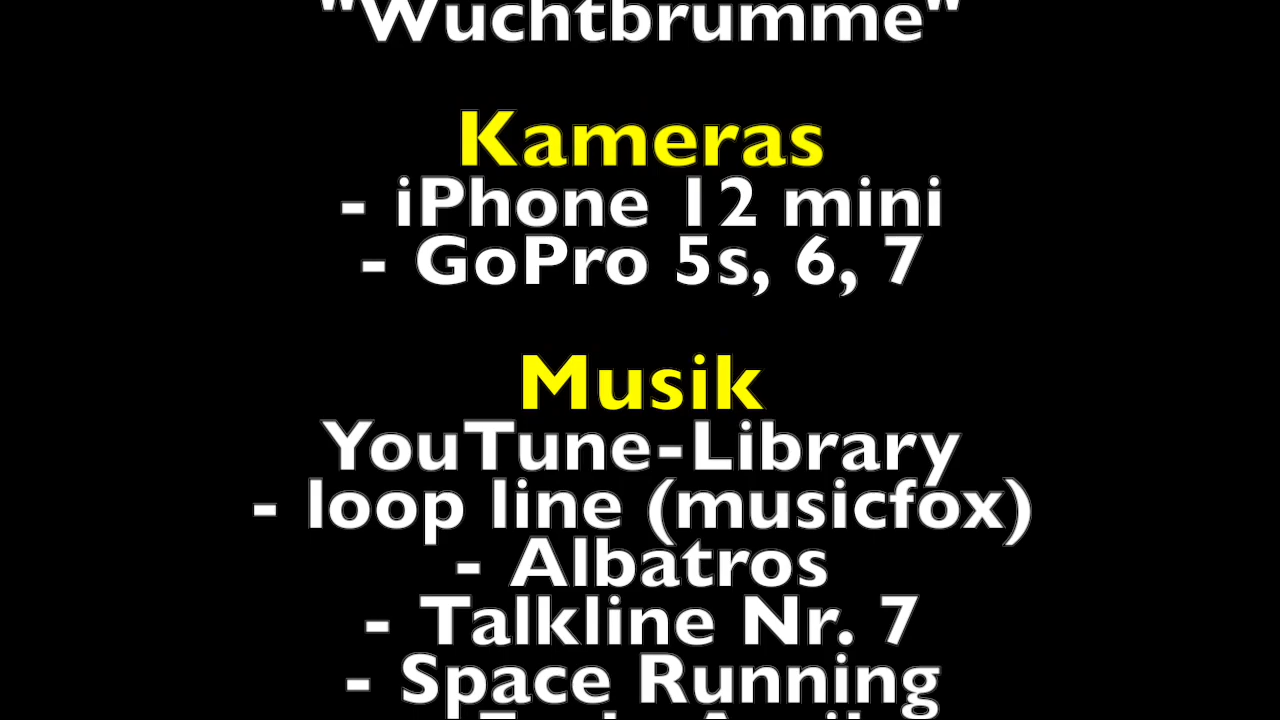 "Wuchtbrumme"
Kameras
- iPhone 12 mini
- GoPro 5s, 6, 7
Musik
YouTune-Library
- loop line (musicfox)
- Albatros
- Talkline Nr. 7
- Space Running